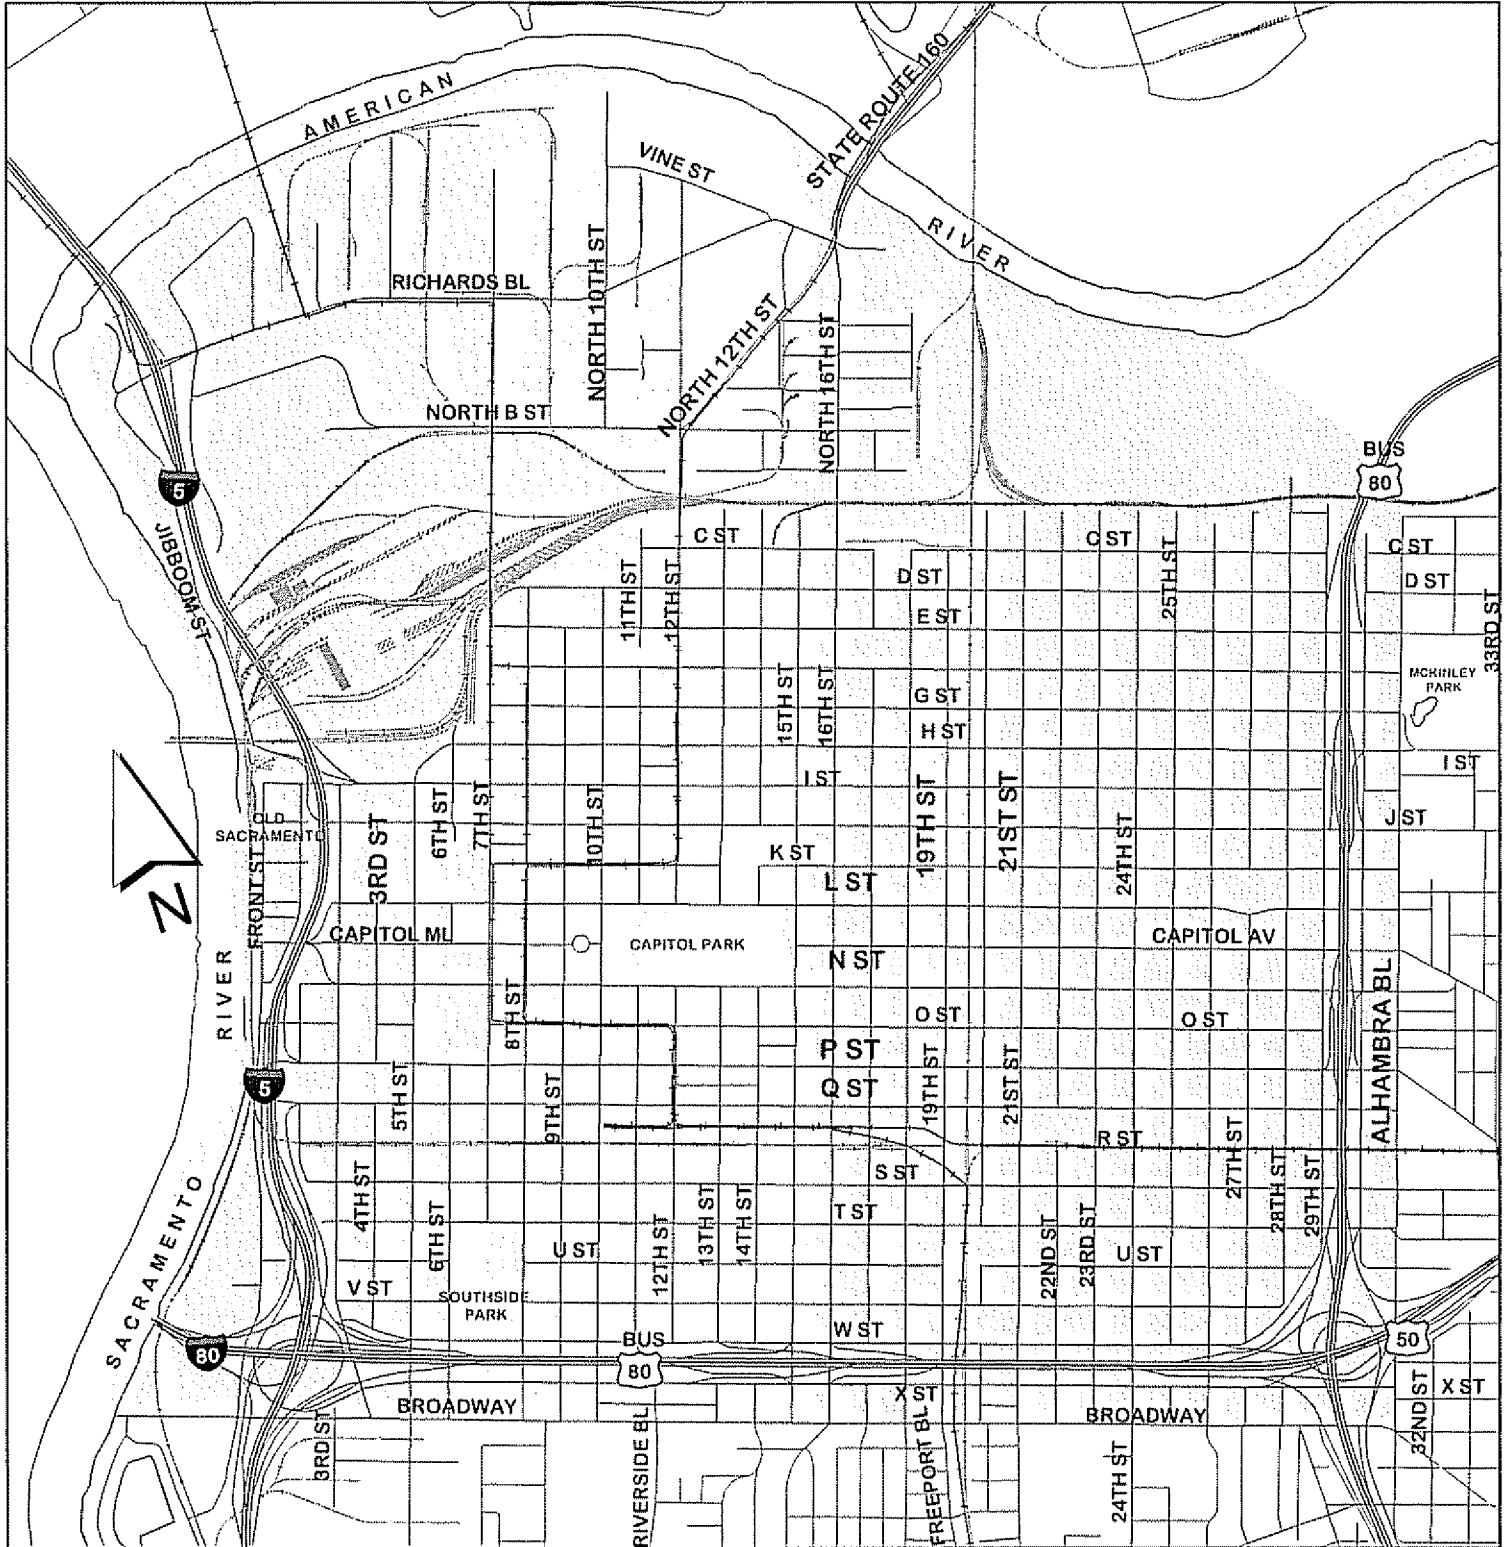 AMERICAN
STATE ROUTE 160
VINE ST
RIVER
RICHARDS BL
NORTH 10TH ST
NORTH 12TH ST
NORTH 16TH ST
NORTH B ST
BUS
80
5
JIBBOOM ST
C ST
C ST
C ST
11TH ST
12TH ST
D ST
25TH ST
D ST
E ST
33RD ST
MCKINLEY
PARK
15TH ST
16TH ST
G ST
H ST
I ST
I ST
OLD
SACRAMENTO
3RD ST
6TH ST
7TH ST
10TH ST
19TH ST
21ST ST
24TH ST
J ST
K ST
L ST
N
FRONT ST
CAPITOL ML
CAPITOL PARK
CAPITOL AV
N ST
RIVER
8TH ST
O ST
O ST
ALHAMBRA BL
P ST
Q ST
5
5TH ST
9TH ST
19TH ST
21ST ST
R ST
27TH ST
28TH ST
29TH ST
S ST
4TH ST
6TH ST
12TH ST
13TH ST
14TH ST
T ST
U ST
22ND ST
23RD ST
U ST
SACRAMENTO
V ST
SOUTHSIDE
PARK
W ST
80
BUS
80
50
X ST
X ST
BROADWAY
BROADWAY
3RD ST
RIVERSIDE BL
FREEPORT BL
24TH ST
32ND ST